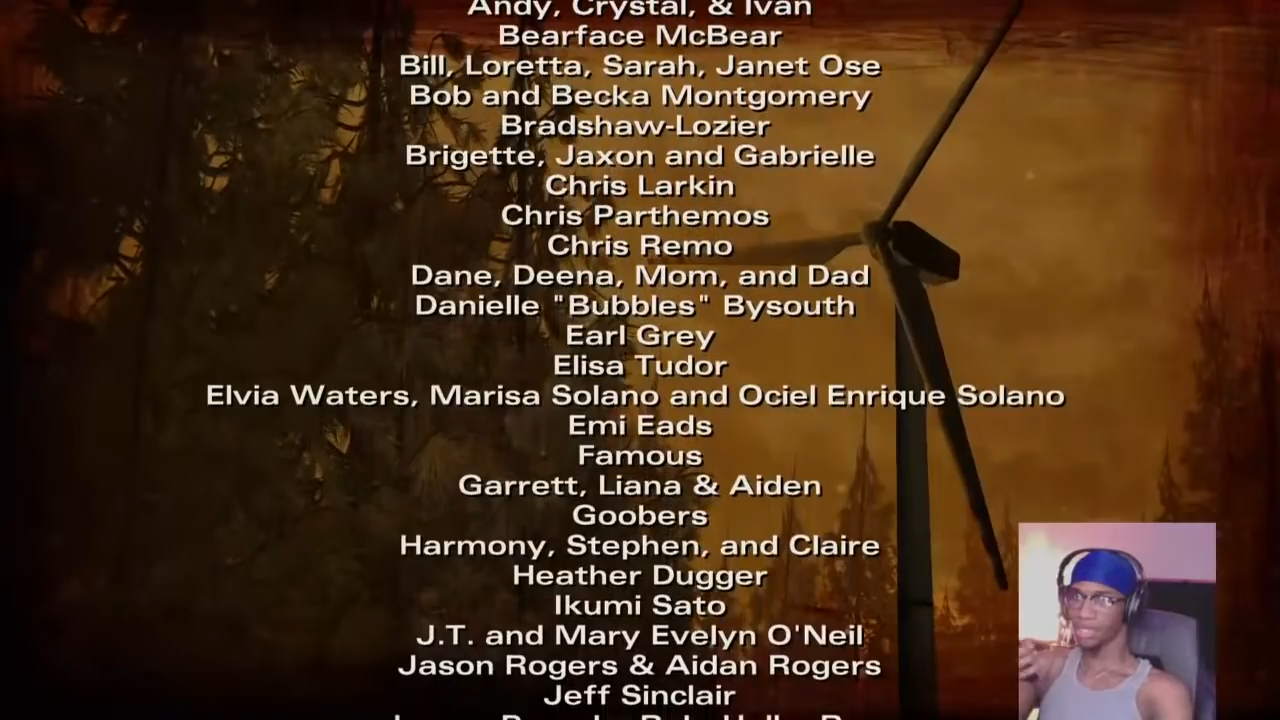 Andy, Crystal, & Ivan
Bearface McBear
Bill, Loretta, Sarah, Janet Ose
Bob and Becka Montgomery
Bradshaw-Lozier
Brigette, Jaxon and Gabrielle
Chris Larkin
Chris Parthemos
Chris Remo
Dane, Deena, Mom, and Dad
Danielle "Bubbles" Bysouth
Earl Grey
Elisa Tudor
Elvia Waters, Marisa Solano and Ociel Enrique Solano
Emi Eads
Famous
Garrett, Liana & Aiden
Goobers
Harmony, Stephen, and Claire
Heather Dugger
Ikumi Sato
J.T. and Mary Evelyn O'Neil
Jason Rogers & Aidan Rogers
Jeff Sinclair